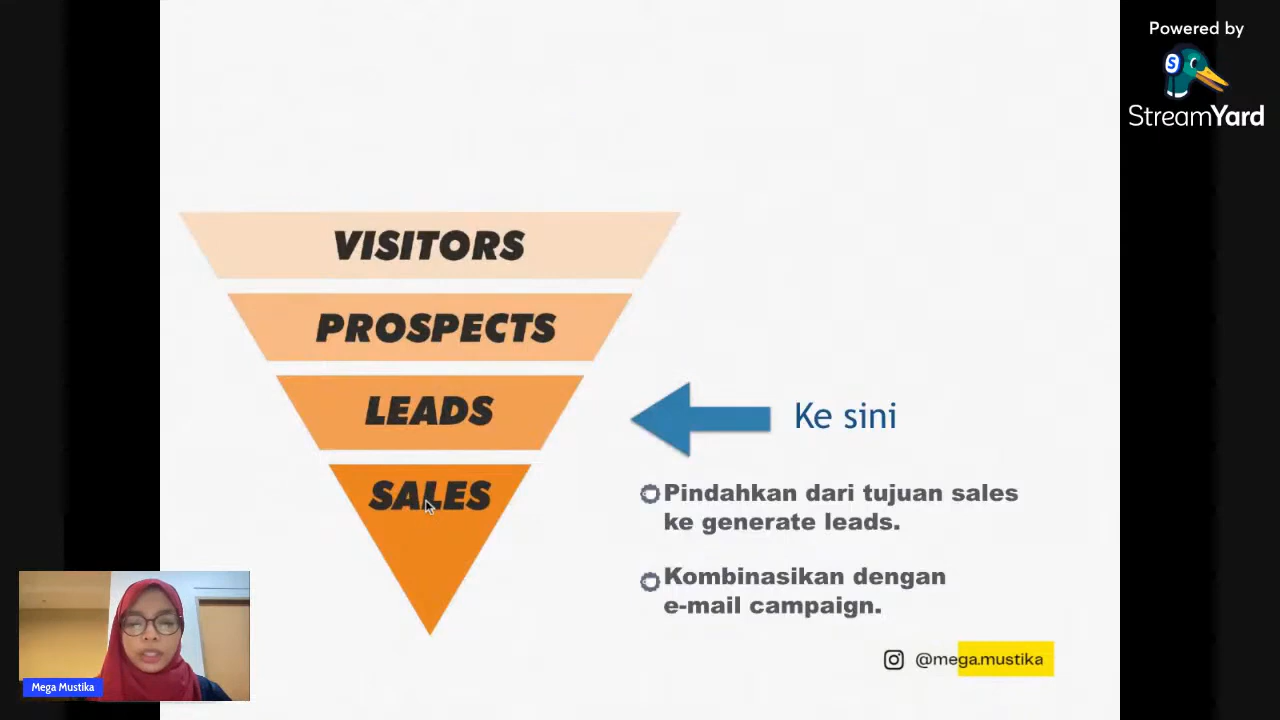 Powered by
StreamYard
VISITORS
PROSPECTS
LEADS
SALES
Ke sini
Pindahkan dari tujuan sales
ke generate leads.
Kombinasikan dengan
e-mail campaign.
@mega.mustika
Mega Mustika